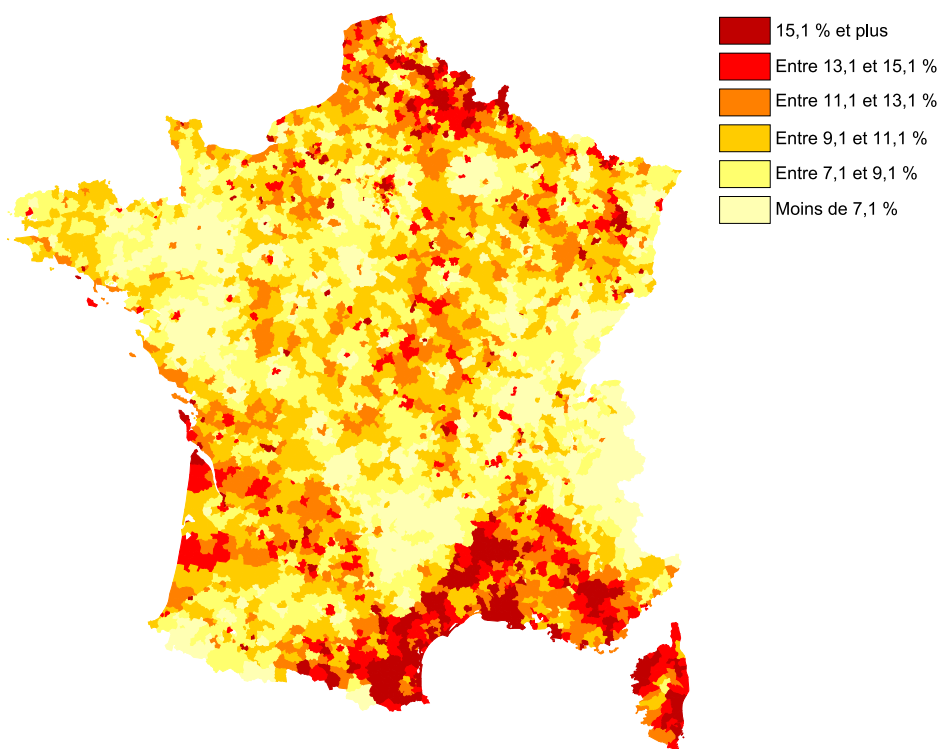 15,1 % et plus
Entre 13,1 et 15,1 %
Entre 11,1 et 13,1 %
Entre 9,1 et 11,1 %
Entre 7,1 et 9,1 %
Moins de 7,1 %